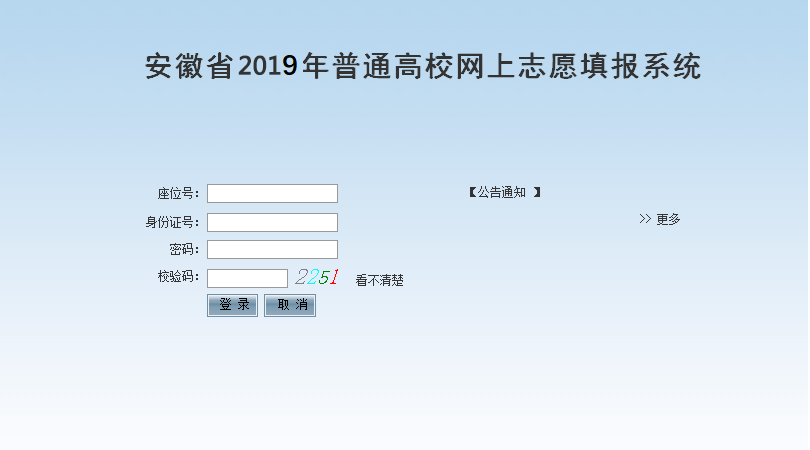 安徽省2019年普通高校网上志愿填报系统
座位号：
【公告通知 】
身份证号：
>> 更多
密码：
校验码： 2251 看不清楚
登 录 取 消